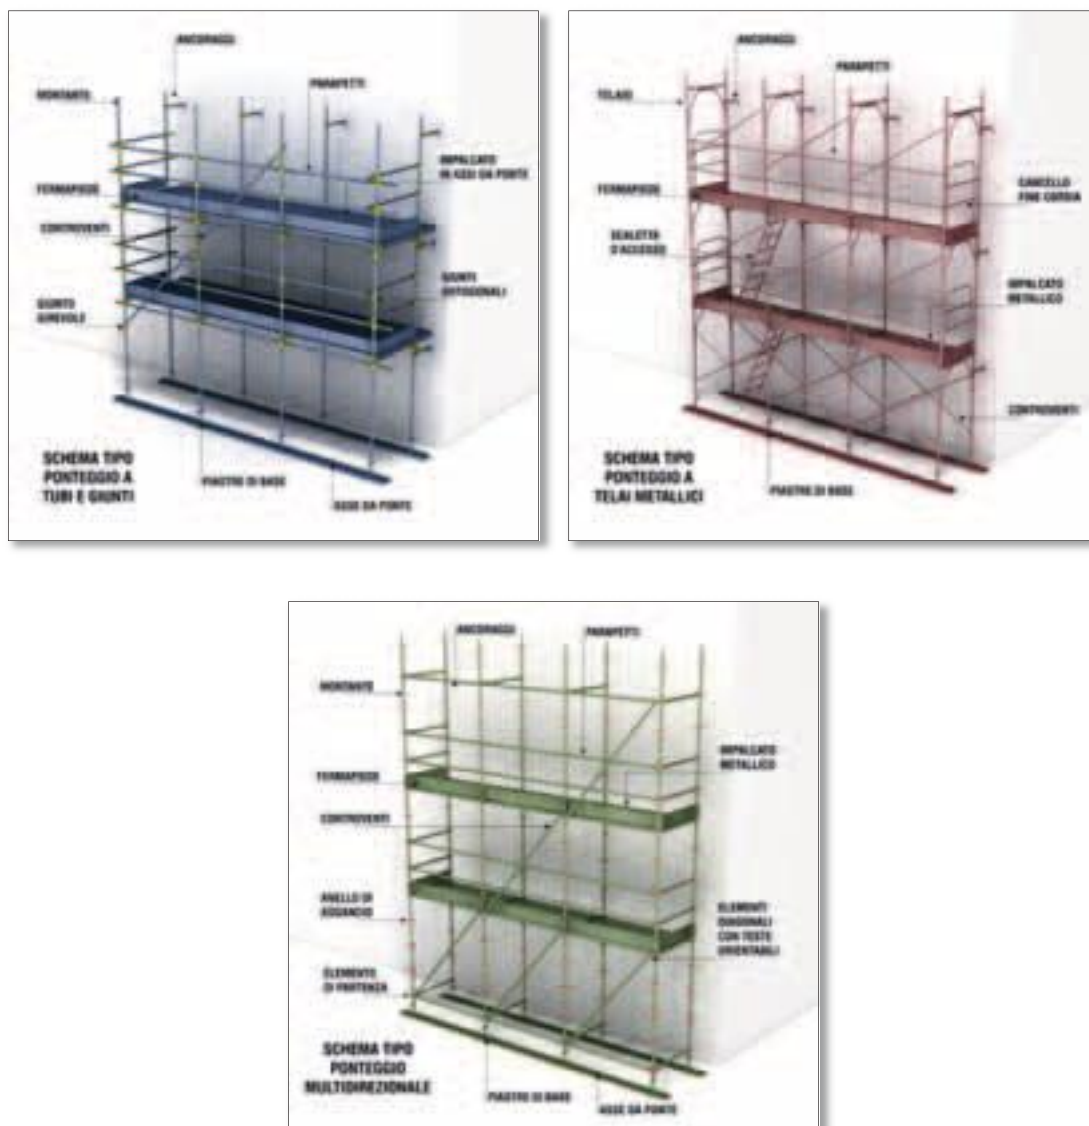 ANCORAGGI
PARAPETTI
MONTANTE
IMPALCATO
IN ASSI DA PONTE
FERMAPIEDE
CONTROVENTI
GIUNTI
ORTOGONALI
GIUNTO
GIREVOLE
SCHEMA TIPO
PONTEGGIO A
TUBI E GIUNTI
PIASTRE DI BASE
ASSE DA PONTE
ANCORAGGI
PARAPETTI
TELAIO
FERMAPIEDE
CANCELLO
FINE CORSIA
SCALETTA
D'ACCESSO
IMPALCATO
METALLICO
CONTROVENTI
SCHEMA TIPO
PONTEGGIO A
TELAI METALLICI
PIASTRE DI BASE
ANCORAGGI
PARAPETTI
MONTANTE
IMPALCATO
METALLICO
FERMAPIEDE
CONTROVENTI
ANELLO DI
AGGANCIO
ELEMENTI
DIAGONALI
CON TESTE
ORIENTABILI
ELEMENTO
DI PARTENZA
SCHEMA TIPO
PONTEGGIO
MULTIDIREZIONALE
PIASTRE DI BASE
ASSE DA PONTE